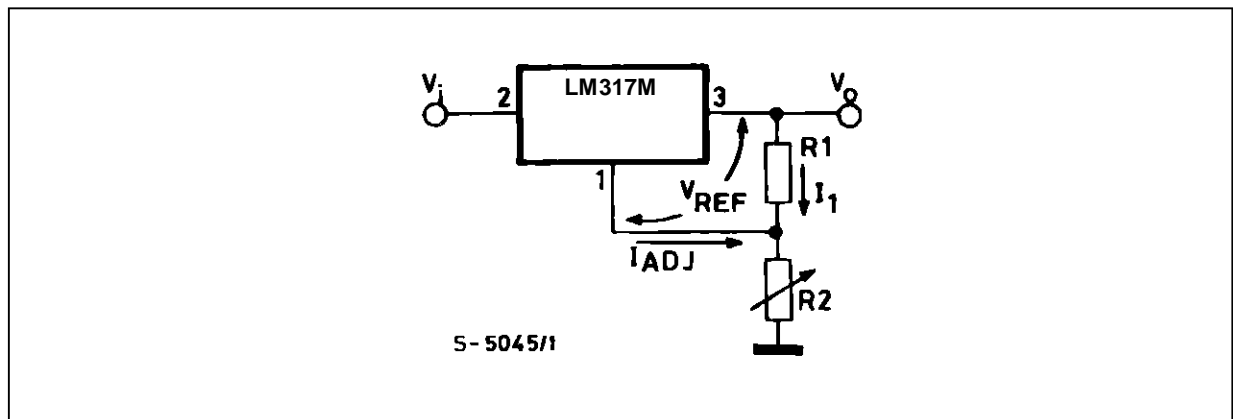 LM317M
Vi
2
3
Vo
R1
I1
1
VREF
IADJ
R2
S-5045/1